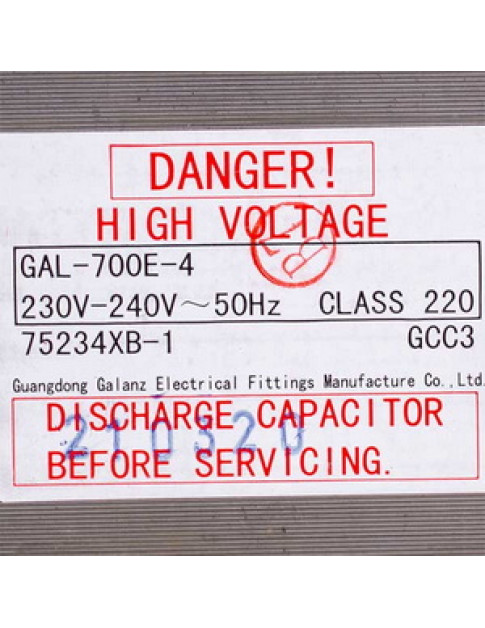 DANGER!
HIGH VOLTAGE
GAL-700E-4
230V-240V～50Hz CLASS 220
75234XB-1 GCC3
Guangdong Galanz Electrical Fittings Manufacture Co.,Ltd.
DISCHARGE CAPACITOR
210320
BEFORE SERVICING.